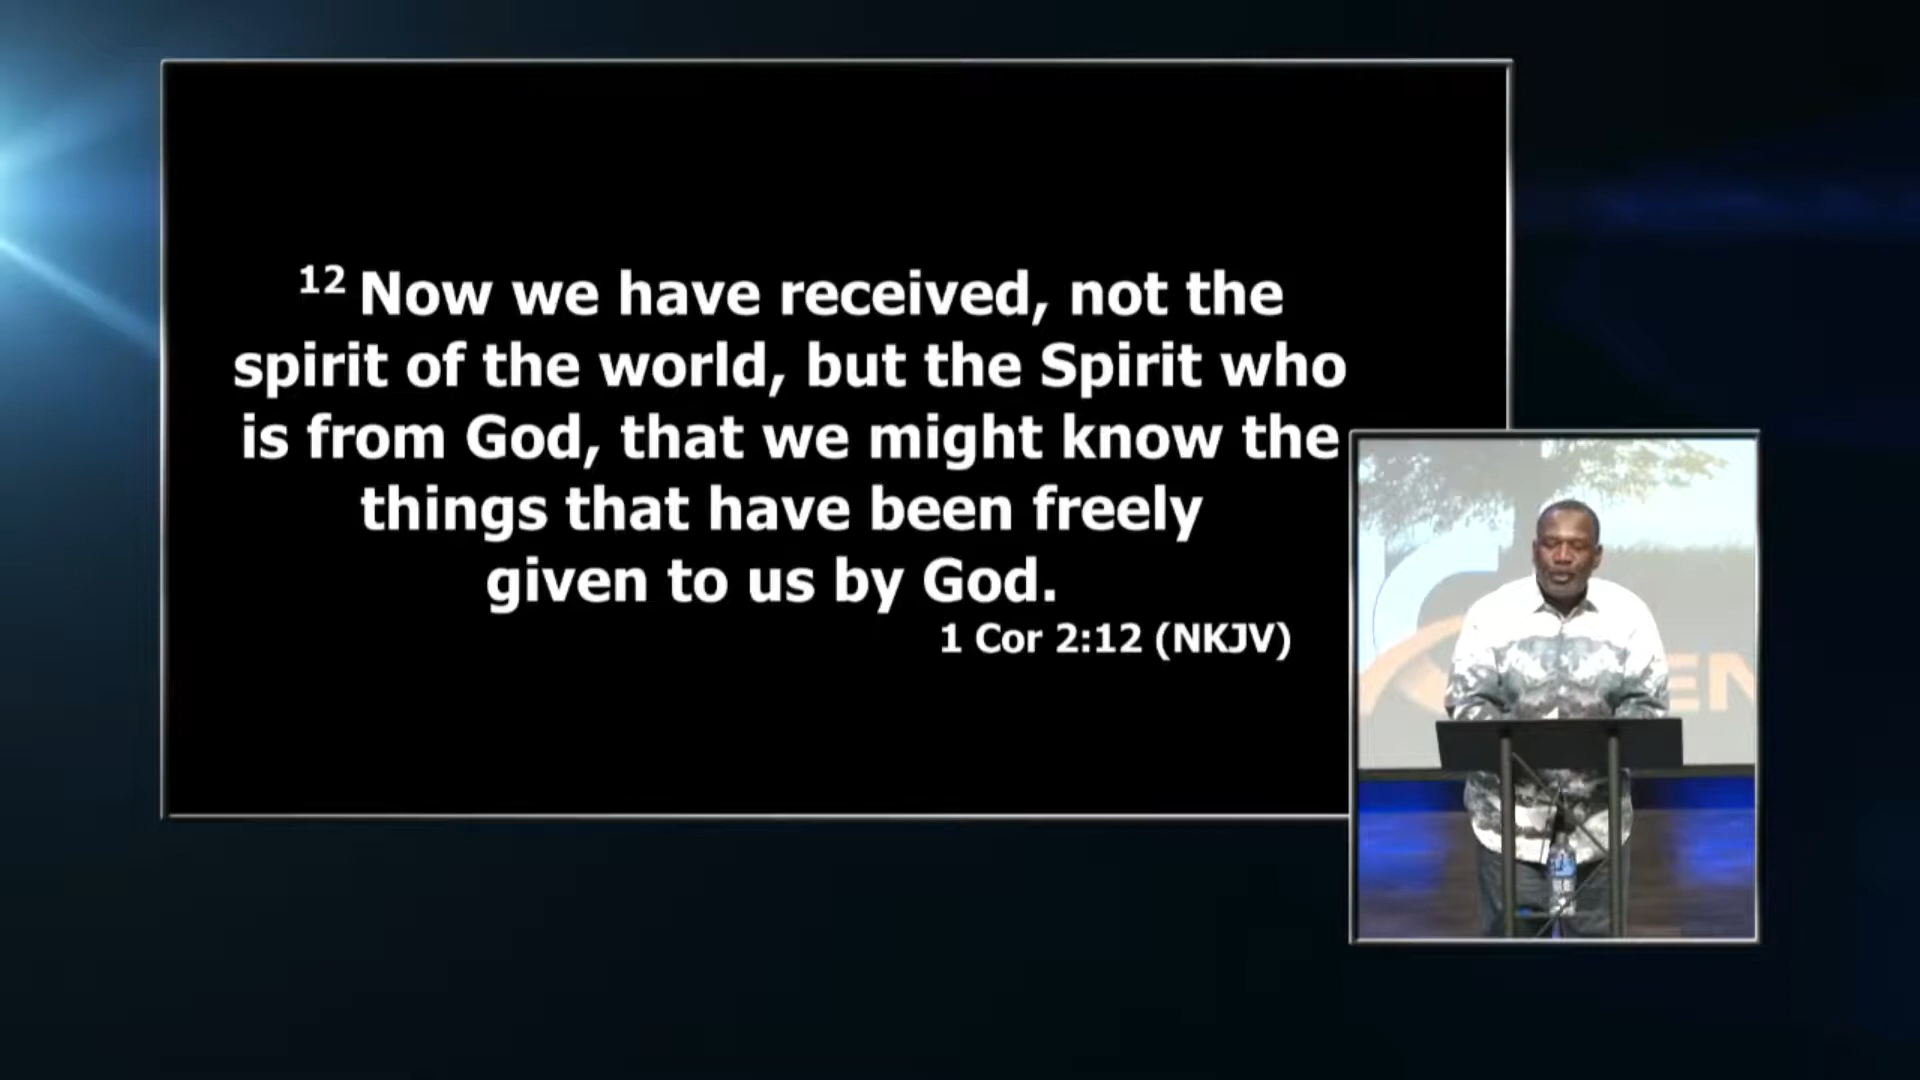 12 Now we have received, not the
spirit of the world, but the Spirit who
is from God, that we might know the
things that have been freely
given to us by God.
1 Cor 2:12 (NKJV)
EN